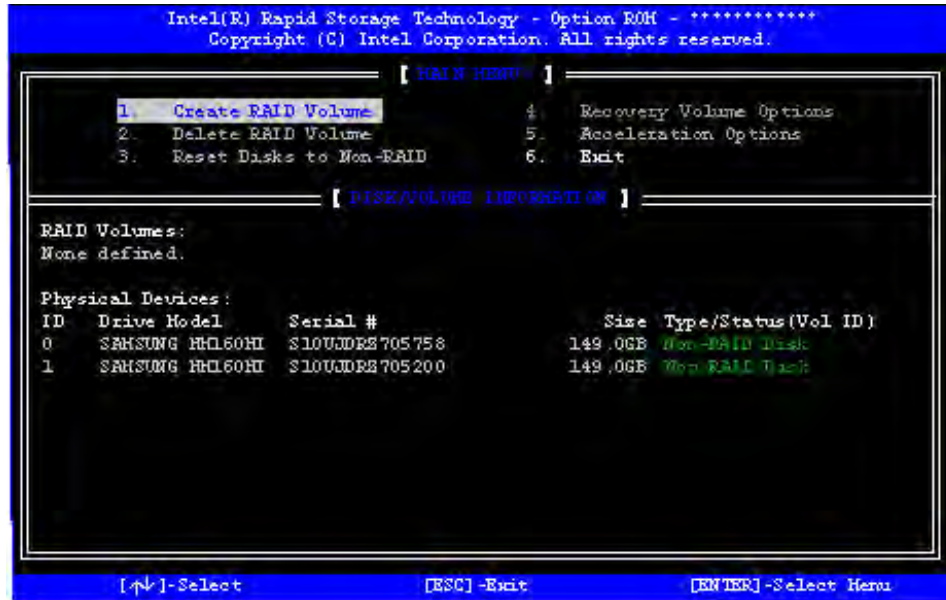 Intel(R) Rapid Storage Technology - Option ROM - ************
Copyright (C) Intel Corporation. All rights reserved.
[ MAIN MENU ]
1. Create RAID Volume
2. Delete RAID Volume
3. Reset Disks to Non-RAID
4. Recovery Volume Options
5. Acceleration Options
6. Exit
[ DISK/VOLUME INFORMATION ]
RAID Volumes:
None defined.
Physical Devices:
ID Drive Model Serial # Size Type/Status(Vol ID)
0 SAMSUNG HM160HI 149.0GB Non-RAID Disk
1 SAMSUNG HM160HI 149.0GB Non-RAID Disk
[↑↓]-Select [ESC]-Exit [ENTER]-Select Menu